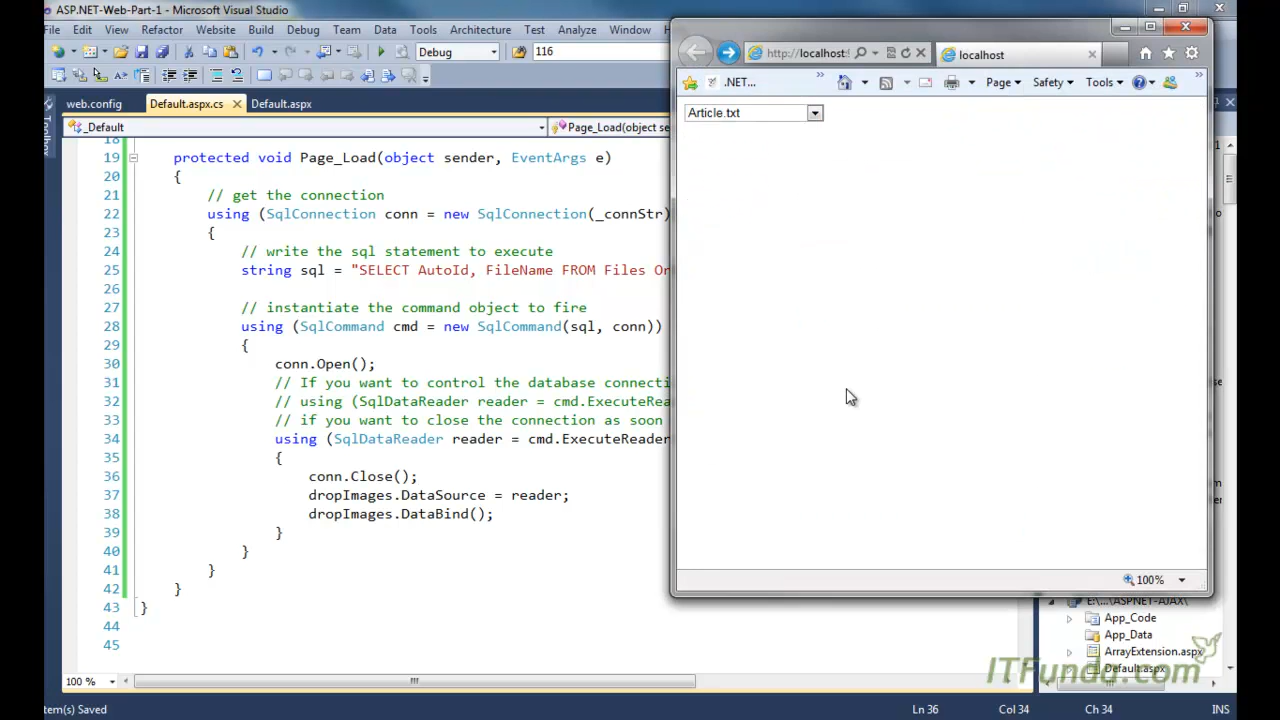 ASP.NET-Web-Part-1 - Microsoft Visual Studio
File Edit View Refactor Website Build Debug Team Data Tools Architecture Test Analyze Window
Debug 116
web.config Default.aspx.cs Default.aspx
_Default Page_Load(object se
18
19 protected void Page_Load(object sender, EventArgs e)
20 {
21 // get the connection
22 using (SqlConnection conn = new SqlConnection(_connStr)
23 {
24 // write the sql statement to execute
25 string sql = "SELECT AutoId, FileName FROM Files Or
26
27 // instantiate the command object to fire
28 using (SqlCommand cmd = new SqlCommand(sql, conn))
29 {
30 conn.Open();
31 // If you want to control the database connecti
32 // using (SqlDataReader reader = cmd.ExecuteRea
33 // if you want to close the connection as soon
34 using (SqlDataReader reader = cmd.ExecuteReader
35 {
36 conn.Close();
37 dropImages.DataSource = reader;
38 dropImages.DataBind();
39 }
40 }
41 }
42 }
43 }
44
45
100 %
tem(s) Saved Ln 36 Col 34 Ch 34 INS
http://localhost: localhost
.NET... Page Safety Tools
Article.txt
100%
E:\...\ASPNET-AJAX\
App_Code
App_Data
ArrayExtension.aspx
Default.aspx
ITFunda.com